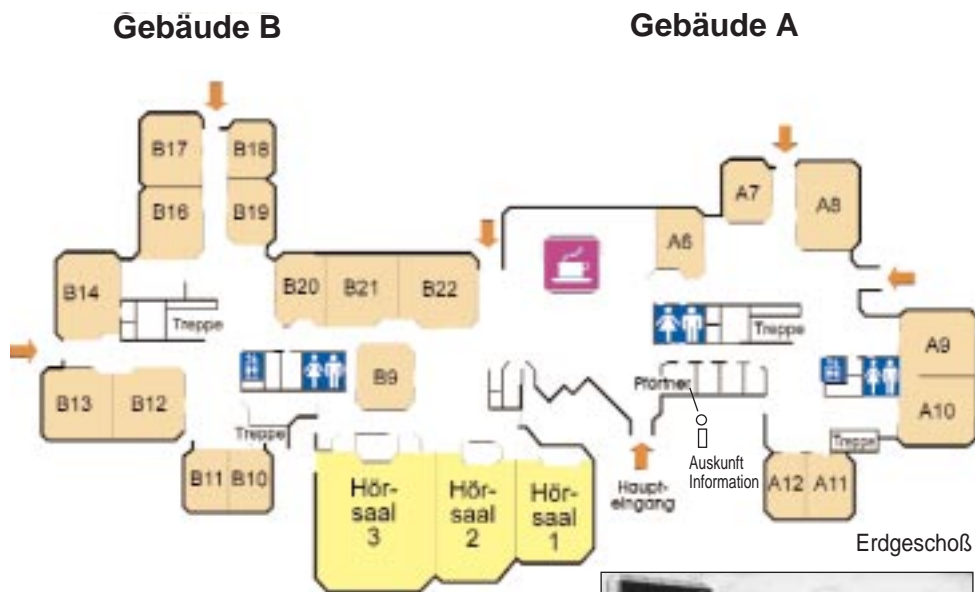 Gebäude B
Gebäude A
B17
B18
B16
B19
A7
A8
A6
B14
B20
B21
B22
Treppe
Treppe
A9
B13
B12
B9
Pförtner
A10
Treppe
Treppe
B11
B10
Auskunft
Information
Haupt-
eingang
A12
A11
Hör-
saal
3
Hör-
saal
2
Hör-
saal
1
Erdgeschoß